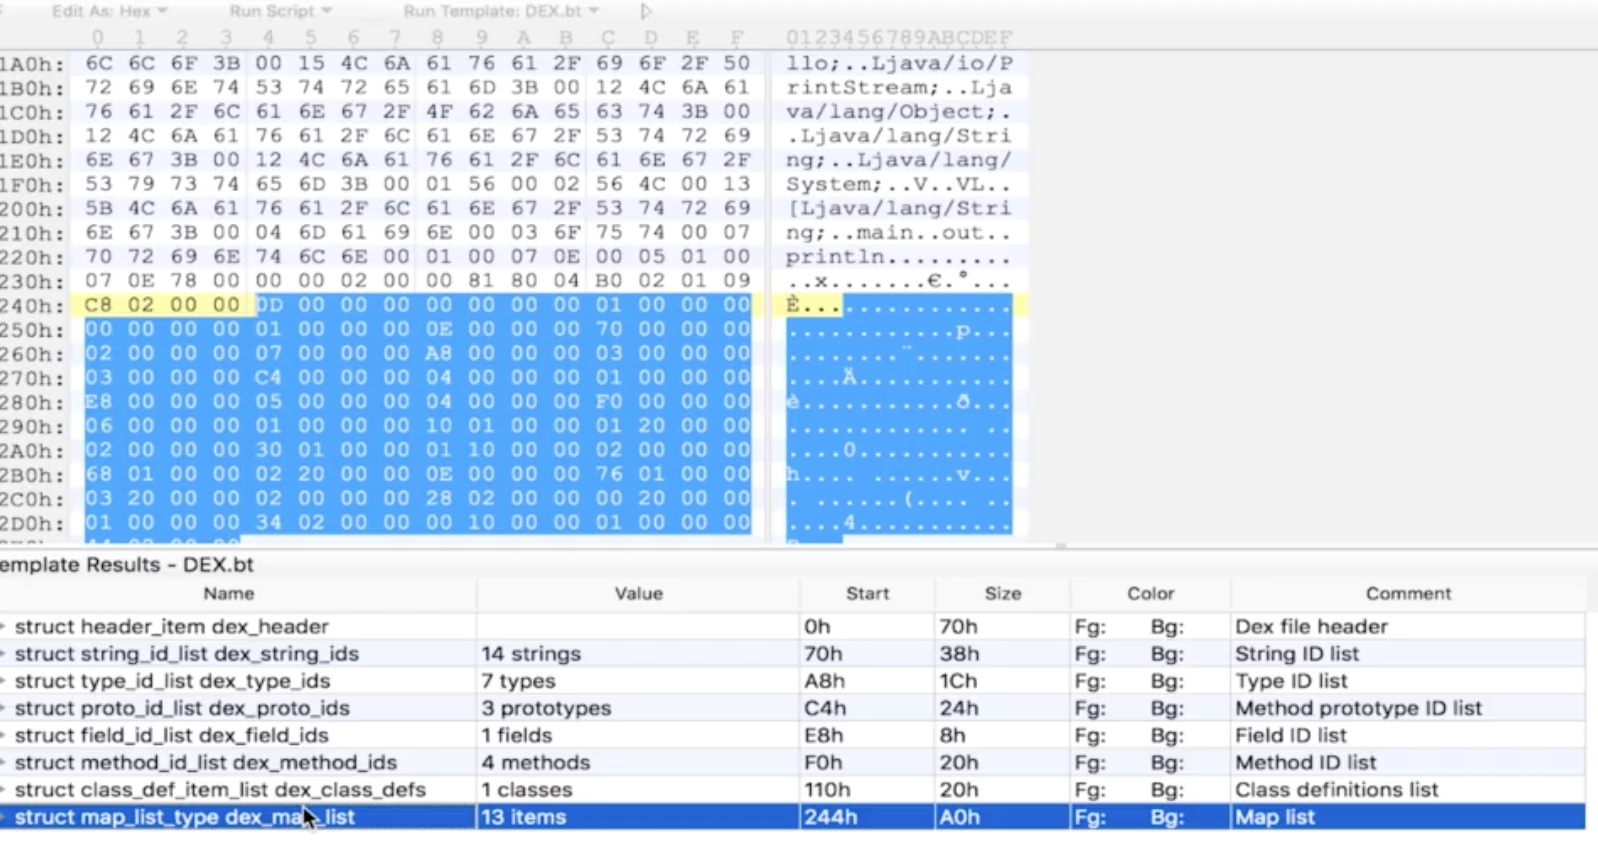 Edit As: Hex Run Script Run Template: DEX.bt
0 1 2 3 4 5 6 7 8 9 A B C D E F 0123456789ABCDEF
1A0h: 6C 6C 6F 3B 00 15 4C 6A 61 76 61 2F 69 6F 2F 50 llo;..Ljava/io/P
1B0h: 72 69 6E 74 53 74 72 65 61 6D 3B 00 12 4C 6A 61 rintStream;..Lja
1C0h: 76 61 2F 6C 61 6E 67 2F 4F 62 6A 65 63 74 3B 00 va/lang/Object;.
1D0h: 12 4C 6A 61 76 61 2F 6C 61 6E 67 2F 53 74 72 69 .Ljava/lang/Stri
1E0h: 6E 67 3B 00 12 4C 6A 61 76 61 2F 6C 61 6E 67 2F ng;..Ljava/lang/
1F0h: 53 79 73 74 65 6D 3B 00 01 56 00 02 56 4C 00 13 System;..V..VL..
200h: 5B 4C 6A 61 76 61 2F 6C 61 6E 67 2F 53 74 72 69 [Ljava/lang/Stri
210h: 6E 67 3B 00 04 6D 61 69 6E 00 03 6F 75 74 00 07 ng;..main..out..
220h: 70 72 69 6E 74 6C 6E 00 01 00 07 0E 00 05 01 00 println.........
230h: 07 0E 78 00 00 00 02 00 00 81 80 04 B0 02 01 09 ..x.......€.°...
240h: C8 02 00 00 0D 00 00 00 00 00 00 00 01 00 00 00 È...............
250h: 00 00 00 00 01 00 00 00 0E 00 00 00 70 00 00 00 ............p...
260h: 02 00 00 00 07 00 00 00 A8 00 00 00 03 00 00 00 ........¨.......
270h: 03 00 00 00 C4 00 00 00 04 00 00 00 01 00 00 00 ....Ä...........
280h: E8 00 00 00 05 00 00 00 04 00 00 00 F0 00 00 00 è...........ð...
290h: 06 00 00 00 01 00 00 00 10 01 00 00 01 20 00 00 ............. ..
2A0h: 02 00 00 00 30 01 00 00 01 10 00 00 02 00 00 00 ....0...........
2B0h: 68 01 00 00 02 20 00 00 0E 00 00 00 76 01 00 00 h.... ......v...
2C0h: 03 20 00 00 02 00 00 00 28 02 00 00 00 20 00 00 . ......(.... ..
2D0h: 01 00 00 00 34 02 00 00 00 10 00 00 01 00 00 00 ....4...........
emplate Results - DEX.bt
Name Value Start Size Color Comment
struct header_item dex_header 0h 70h Fg: Bg: Dex file header
struct string_id_list dex_string_ids 14 strings 70h 38h Fg: Bg: String ID list
struct type_id_list dex_type_ids 7 types A8h 1Ch Fg: Bg: Type ID list
struct proto_id_list dex_proto_ids 3 prototypes C4h 24h Fg: Bg: Method prototype ID list
struct field_id_list dex_field_ids 1 fields E8h 8h Fg: Bg: Field ID list
struct method_id_list dex_method_ids 4 methods F0h 20h Fg: Bg: Method ID list
struct class_def_item_list dex_class_defs 1 classes 110h 20h Fg: Bg: Class definitions list
struct map_list_type dex_map_list 13 items 244h A0h Fg: Bg: Map list